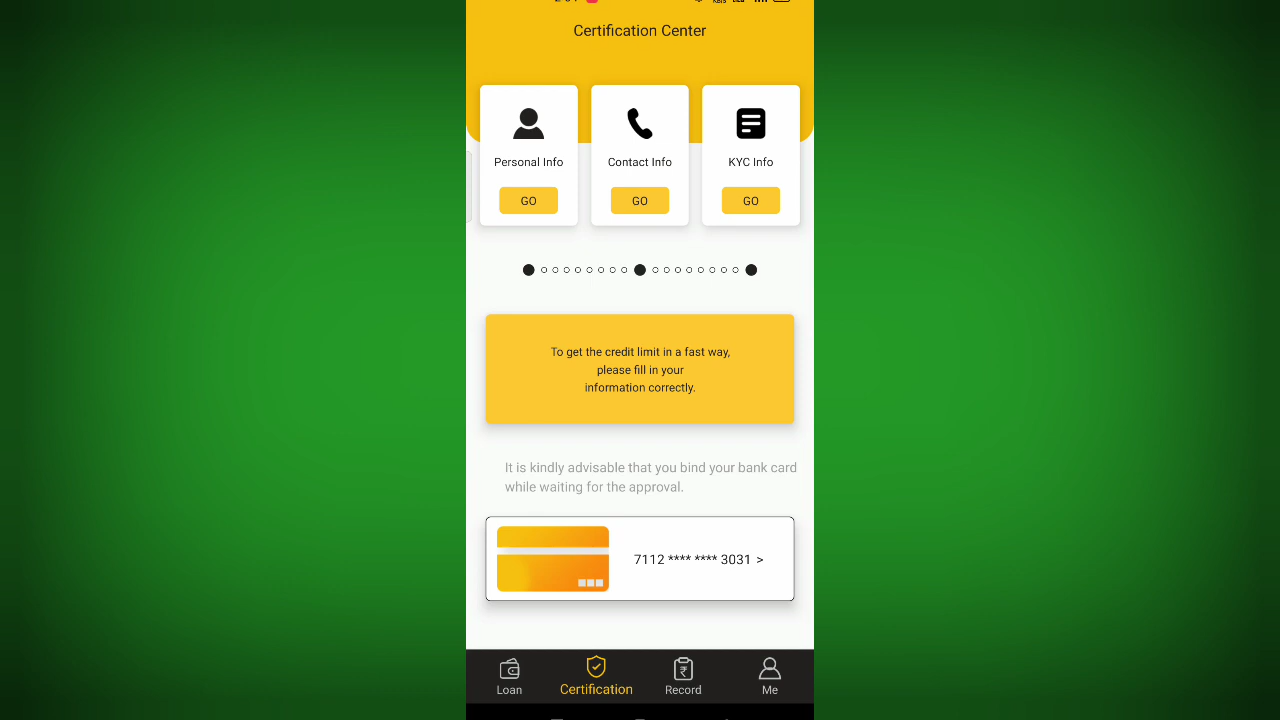 Certification Center
Personal Info
Contact Info
KYC Info
GO
GO
GO
To get the credit limit in a fast way,
please fill in your
information correctly.
It is kindly advisable that you bind your bank card
while waiting for the approval.
7112 **** **** 3031 >
Loan
Certification
Record
Me